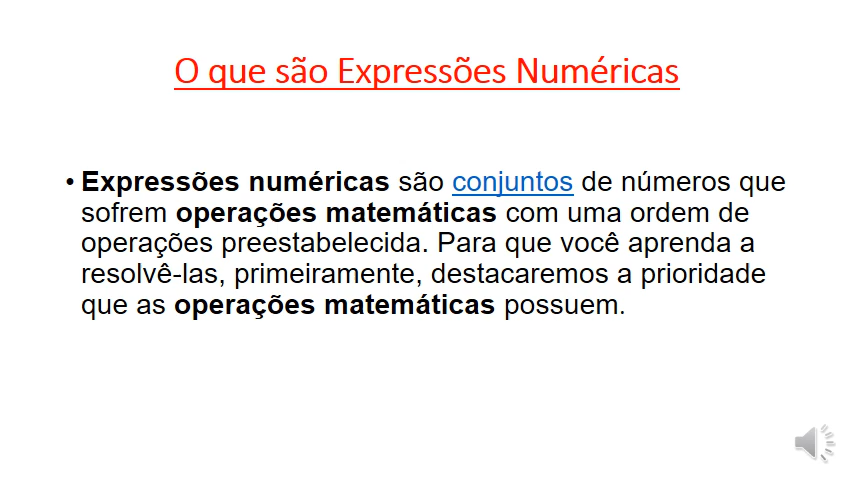 O que são Expressões Numéricas
• Expressões numéricas são conjuntos de números que
sofrem operações matemáticas com uma ordem de
operações preestabelecida. Para que você aprenda a
resolvê-las, primeiramente, destacaremos a prioridade
que as operações matemáticas possuem.